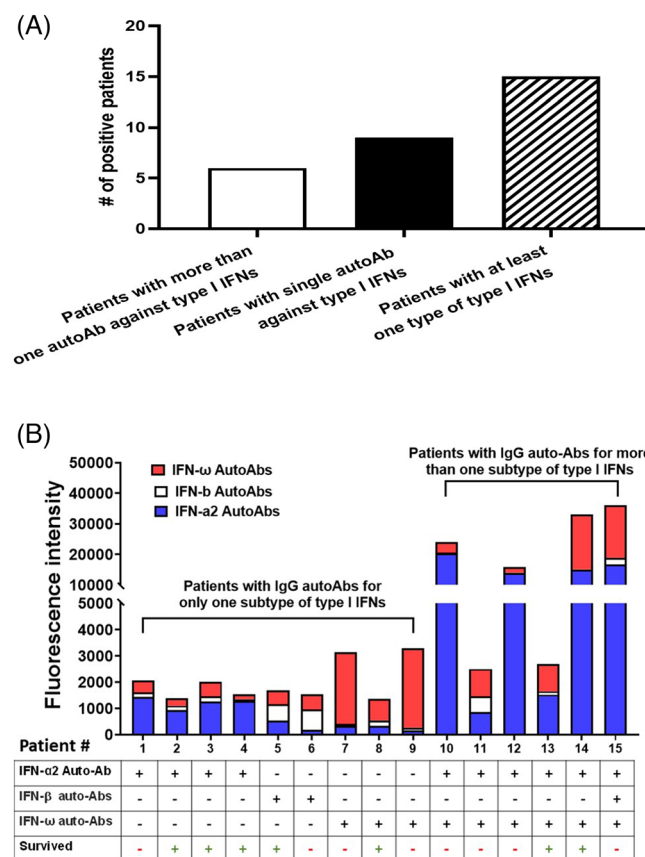 (A)
20
15
10
5
0
# of positive patients
Patients with more than
one autoAb against type I IFNs
Patients with single autoAb
against type I IFNs
Patients with at least
one type of type I IFNs
(B)
IFN-ω AutoAbs
IFN-b AutoAbs
IFN-a2 AutoAbs
Patients with IgG auto-Abs for more
than one subtype of type I IFNs
Patients with IgG autoAbs for
only one subtype of type I IFNs
Fluorescence intensity
50000
40000
30000
20000
10000
5000
4000
3000
2000
1000
0
Patient # 1 2 3 4 5 6 7 8 9 10 11 12 13 14 15
IFN-α2 Auto-Ab + + + + - - - - - + + + + + +
IFN-β auto-Abs - - - - + + - - - - - - - - +
IFN-ω auto-Abs - - - - - - + + + + + + + + +
Survived - + + + + - - + - - - - + + -